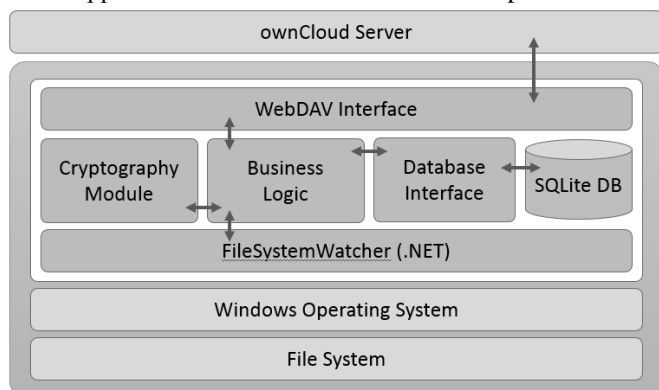 ownCloud Server
WebDAV Interface
Cryptography
Module
Business
Logic
Database
Interface
SQLite DB
FileSystemWatcher (.NET)
Windows Operating System
File System